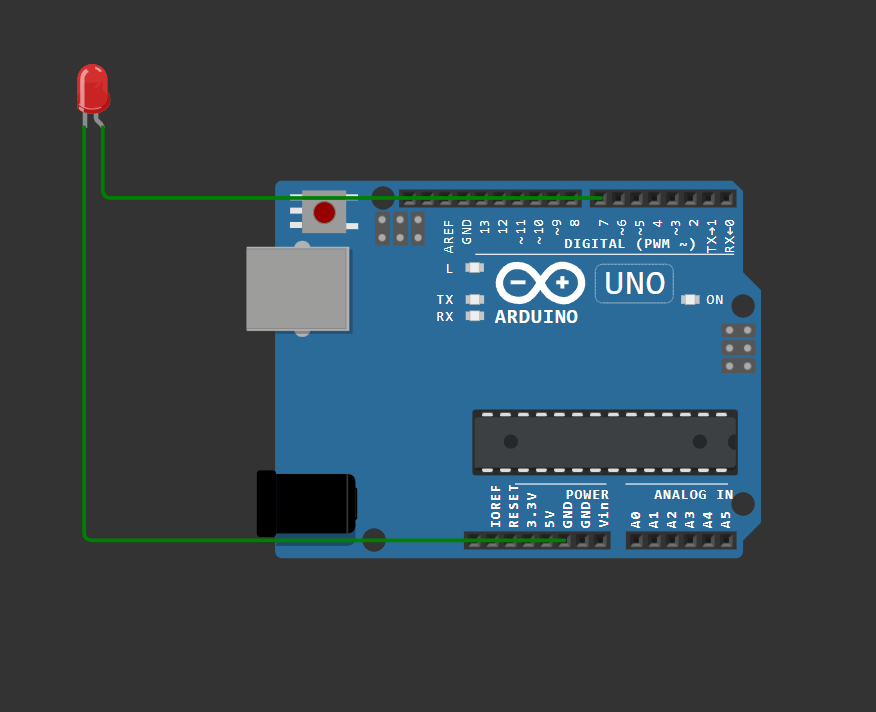 AREF
GND
13
12
~11
~10
~9
8
7
~6
~5
4
~3
2
TX→1
RX←0
DIGITAL (PWM ~)
L
TX
RX
UNO
ON
ARDUINO
IOREF
RESET
3.3V
5V
GND
GND
Vin
POWER
ANALOG IN
A0
A1
A2
A3
A4
A5